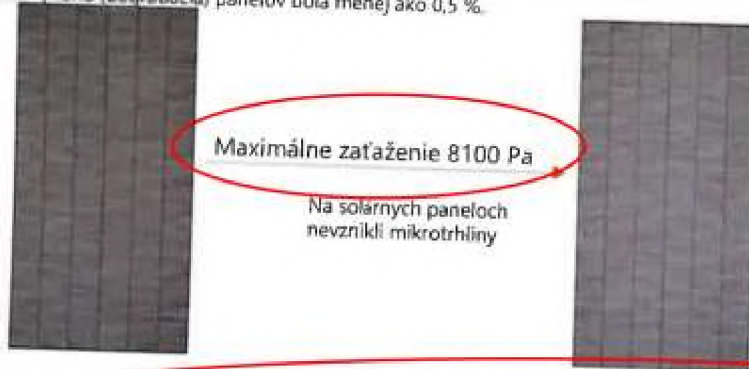 panelov bola menej ako 0,5 %.
Maximálne zaťaženie 8100 Pa
Na solárnych paneloch
nevznikli mikrotrhliny